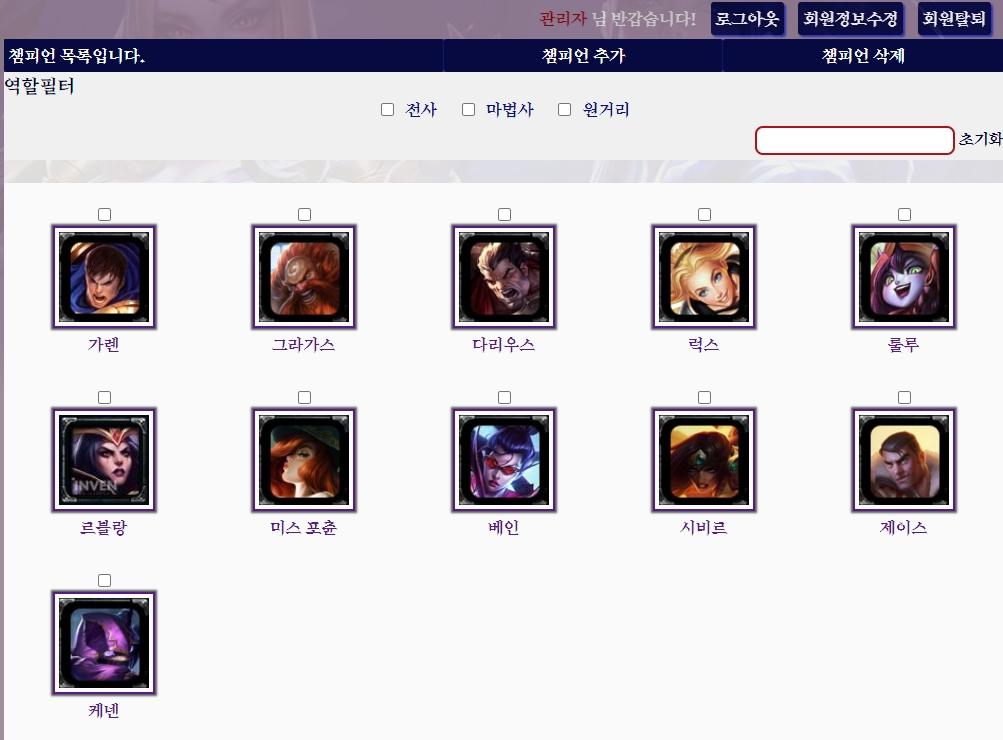 관리자 님 반갑습니다! 로그아웃 회원정보수정 회원탈퇴
챔피언 목록입니다. 챔피언 추가 챔피언 삭제
역할필터
전사 마법사 원거리
초기화
가렌 그라가스 다리우스 럭스 룰루
INVEN
르블랑 미스 포츈 베인 시비르 제이스
케넨